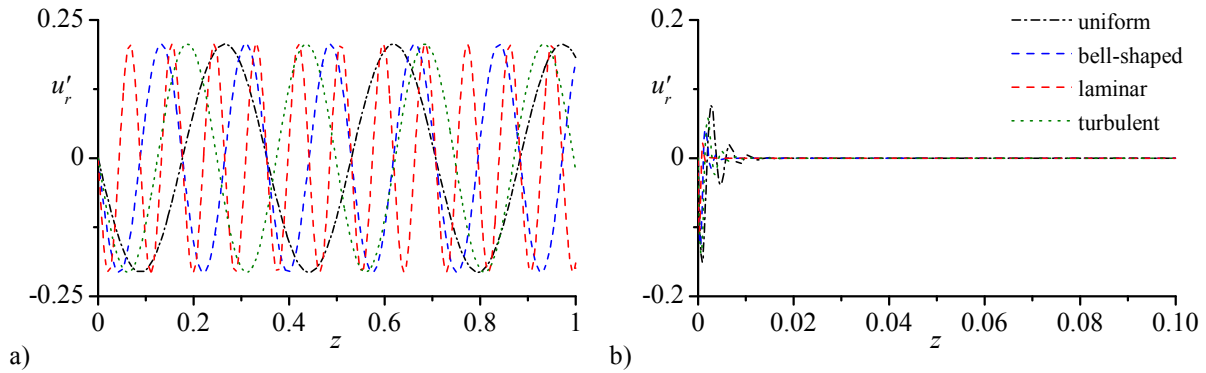 0.25
u′r
0
-0.25
0 0.2 0.4 0.6 0.8 1
z
a)
0.2
u′r
0
-0.2
0 0.02 0.04 0.06 0.08 0.10
z
b)
uniform
bell-shaped
laminar
turbulent